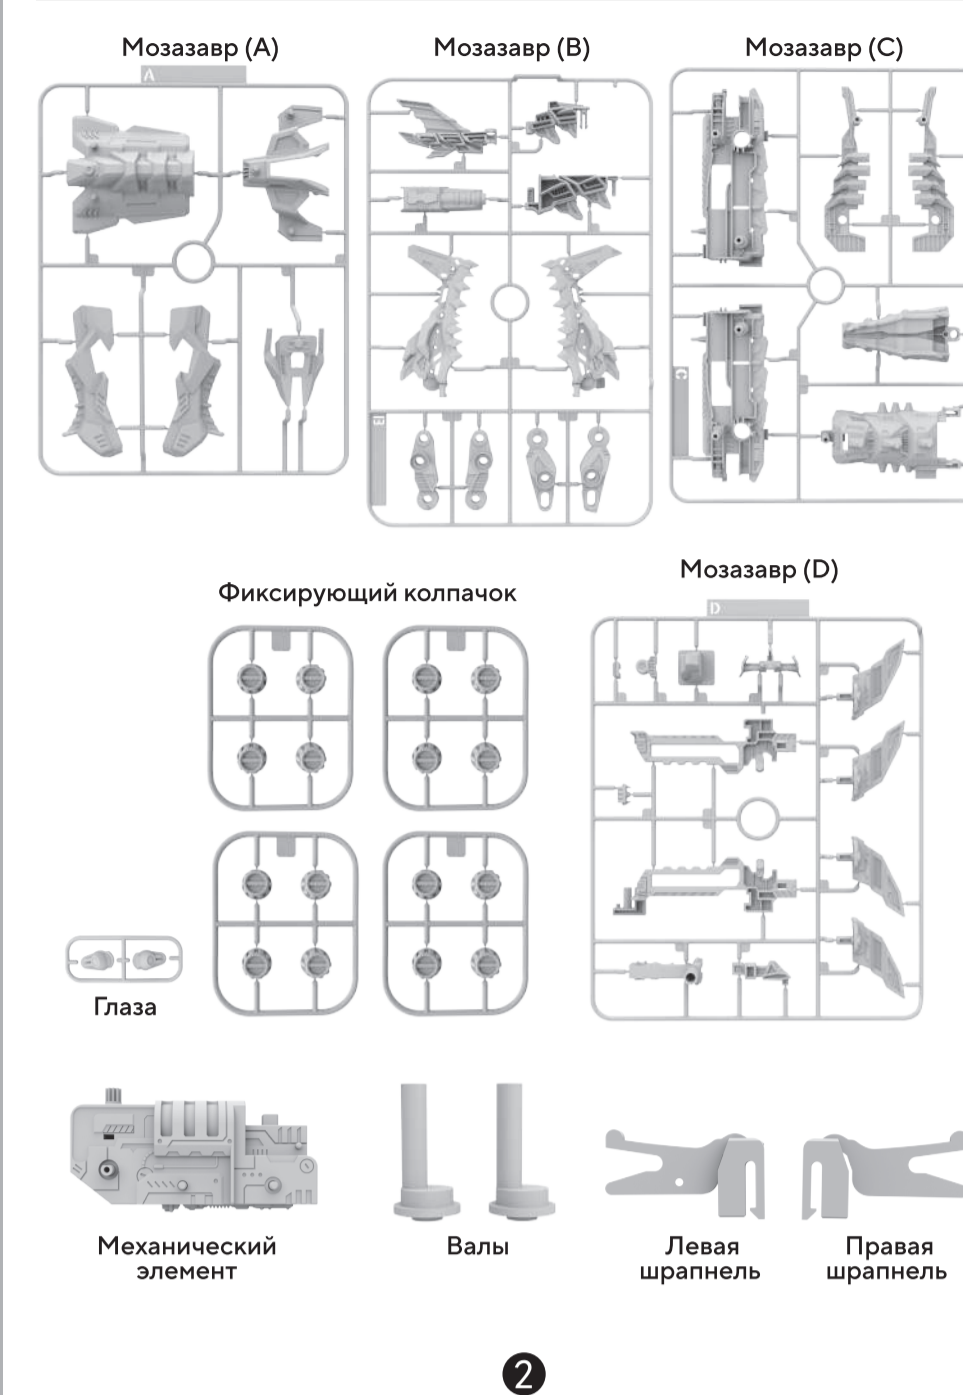 Мозазавр (A)
Мозазавр (B)
Мозазавр (C)
A
B
C
Мозазавр (D)
Фиксирующий колпачок
D
Глаза
Механический
элемент
Валы
Левая
шрапнель
Правая
шрапнель
2